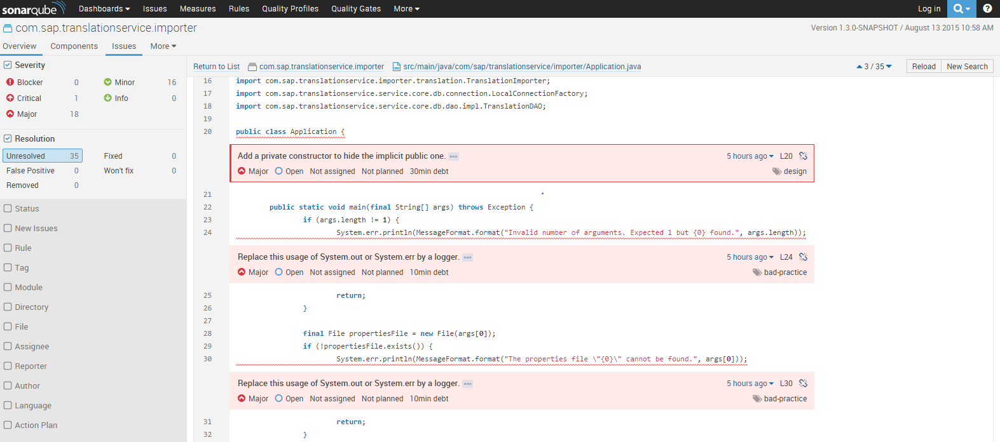 sonarqube Dashboards Issues Measures Rules Quality Profiles Quality Gates More Log in ?
com.sap.translationservice.importer Version 1.3.0-SNAPSHOT / August 13 2015 10:58 AM
Overview Components Issues More
Severity
Blocker 0 Minor 16
Critical 1 Info 0
Major 18
Resolution
Unresolved 35 Fixed 0
False Positive 0 Won't fix 0
Removed 0
Status
New Issues
Rule
Tag
Module
Directory
File
Assignee
Reporter
Author
Language
Action Plan
Return to List com.sap.translationservice.importer src/main/java/com/sap/translationservice/importer/Application.java 3 / 35 Reload New Search
16 import com.sap.translationservice.importer.translation.TranslationImporter;
17 import com.sap.translationservice.service.core.db.connection.LocalConnectionFactory;
18 import com.sap.translationservice.service.core.db.dao.impl.TranslationDAO;
19
20 public class Application {
Add a private constructor to hide the implicit public one. ... 5 hours ago L20
Major Open Not assigned Not planned 30min debt design
21
22 public static void main(final String[] args) throws Exception {
23 if (args.length != 1) {
24 System.err.println(MessageFormat.format("Invalid number of arguments. Expected 1 but {0} found.", args.length));
Replace this usage of System.out or System.err by a logger. ... 5 hours ago L24
Major Open Not assigned Not planned 10min debt bad-practice
25 return;
26 }
27
28 final File propertiesFile = new File(args[0]);
29 if (!propertiesFile.exists()) {
30 System.err.println(MessageFormat.format("The properties file \"{0}\" cannot be found.", args[0]));
Replace this usage of System.out or System.err by a logger. ... 5 hours ago L30
Major Open Not assigned Not planned 10min debt bad-practice
31 return;
32 }